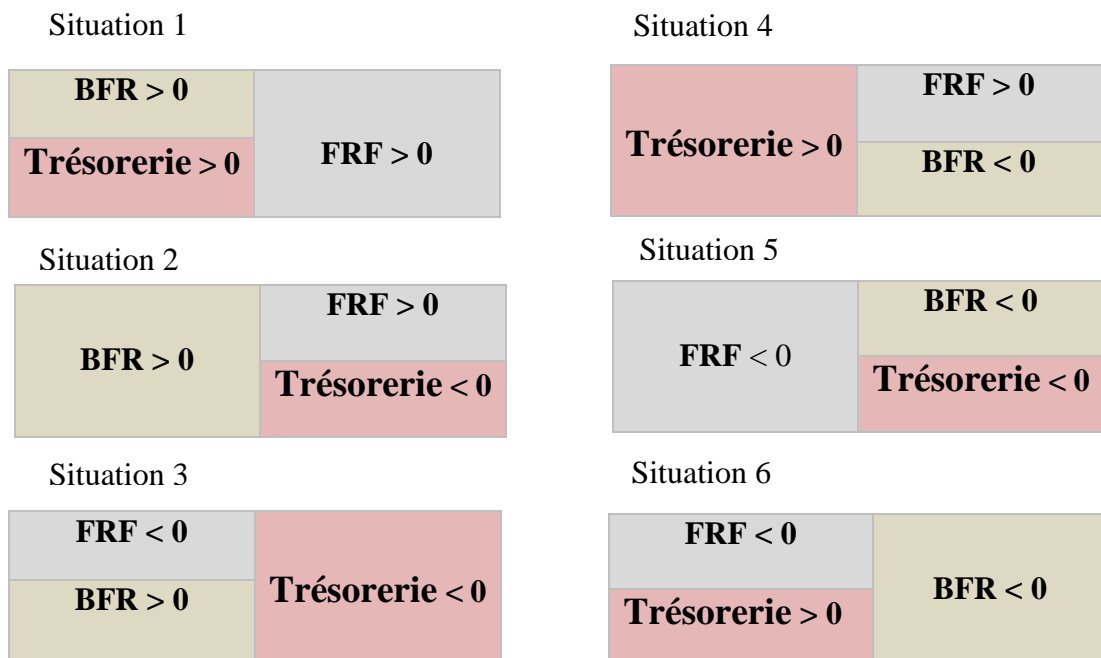 Situation 1
BFR > 0
Trésorerie > 0
FRF > 0
Situation 2
BFR > 0
FRF > 0
Trésorerie < 0
Situation 3
FRF < 0
BFR > 0
Trésorerie < 0
Situation 4
Trésorerie > 0
FRF > 0
BFR < 0
Situation 5
FRF < 0
BFR < 0
Trésorerie < 0
Situation 6
FRF < 0
Trésorerie > 0
BFR < 0